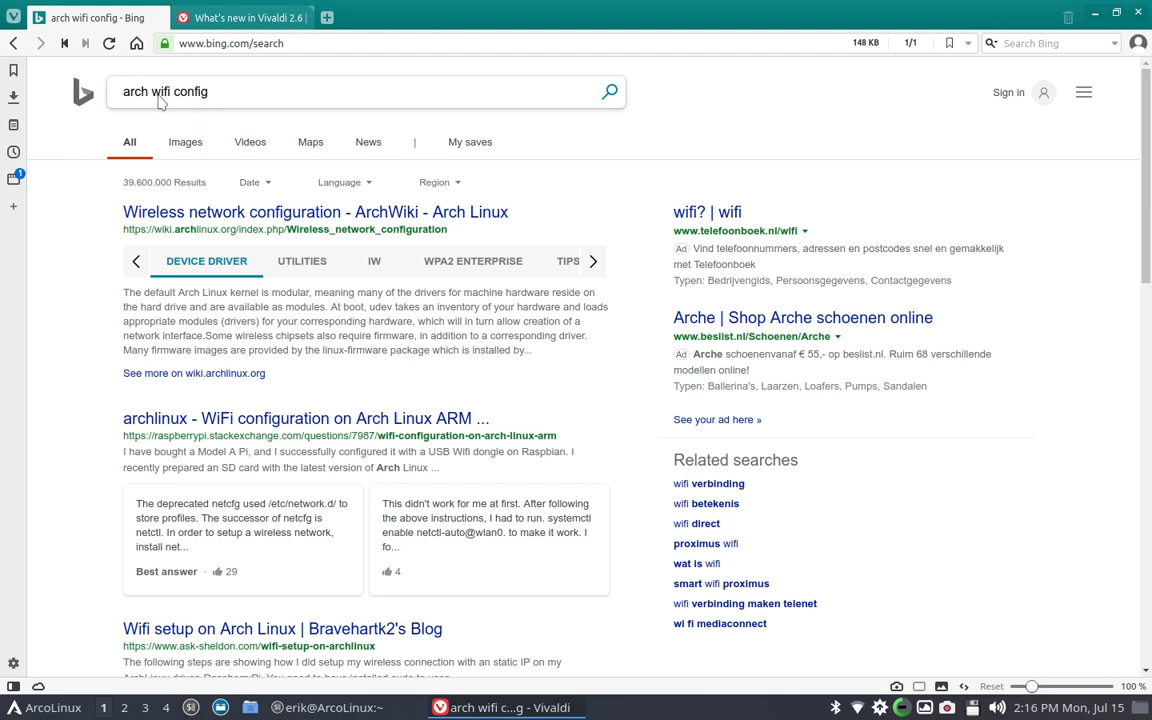 arch wifi config - Bing
What's new in Vivaldi 2.6 |
www.bing.com/search
148 KB
1/1
Search Bing
arch wifi config
Sign in
All
Images
Videos
Maps
News
|
My saves
39.600.000 Results
Date
Language
Region
Wireless network configuration - ArchWiki - Arch Linux
https://wiki.archlinux.org/index.php/Wireless_network_configuration
DEVICE DRIVER
UTILITIES
IW
WPA2 ENTERPRISE
TIPS
The default Arch Linux kernel is modular, meaning many of the drivers for machine hardware reside on
the hard drive and are available as modules. At boot, udev takes an inventory of your hardware and loads
appropriate modules (drivers) for your corresponding hardware, which will in turn allow creation of a
network interface.Some wireless chipsets also require firmware, in addition to a corresponding driver.
Many firmware images are provided by the linux-firmware package which is installed by...
See more on wiki.archlinux.org
archlinux - WiFi configuration on Arch Linux ARM ...
https://raspberrypi.stackexchange.com/questions/7987/wifi-configuration-on-arch-linux-arm
I have bought a Model A Pi, and I successfully configured it with a USB Wifi dongle on Raspbian. I
recently prepared an SD card with the latest version of Arch Linux ...
The deprecated netcfg used /etc/network.d/ to
store profiles. The successor of netcfg is
netctl. In order to setup a wireless network,
install net...
Best answer · 29
This didn't work for me at first. After following
the above instructions, I had to run. systemctl
enable netctl-auto@wlan0. to make it work. I
fo...
4
Wifi setup on Arch Linux | Bravehartk2's Blog
https://www.ask-sheldon.com/wifi-setup-on-archlinux
The following steps are showing how I did setup my wireless connection with an static IP on my
ArchLinux driven RaspberryPi. You need to have installed sudo to use
wifi? | wifi
www.telefoonboek.nl/wifi
Ad Vind telefoonnummers, adressen en postcodes snel en gemakkelijk
met Telefoonboek
Typen: Bedrijvengids, Persoonsgegevens, Contactgegevens
Arche | Shop Arche schoenen online
www.beslist.nl/Schoenen/Arche
Ad Arche schoenenvanaf € 55,- op beslist.nl. Ruim 68 verschillende
modellen online!
Typen: Ballerina's, Laarzen, Loafers, Pumps, Sandalen
See your ad here »
Related searches
wifi verbinding
wifi betekenis
wifi direct
proximus wifi
wat is wifi
smart wifi proximus
wifi verbinding maken telenet
wi fi mediaconnect
1
Reset
100 %
ArcoLinux
1
2
3
4
erik@ArcoLinux:~
arch wifi c...g - Vivaldi
2:16 PM Mon, Jul 15